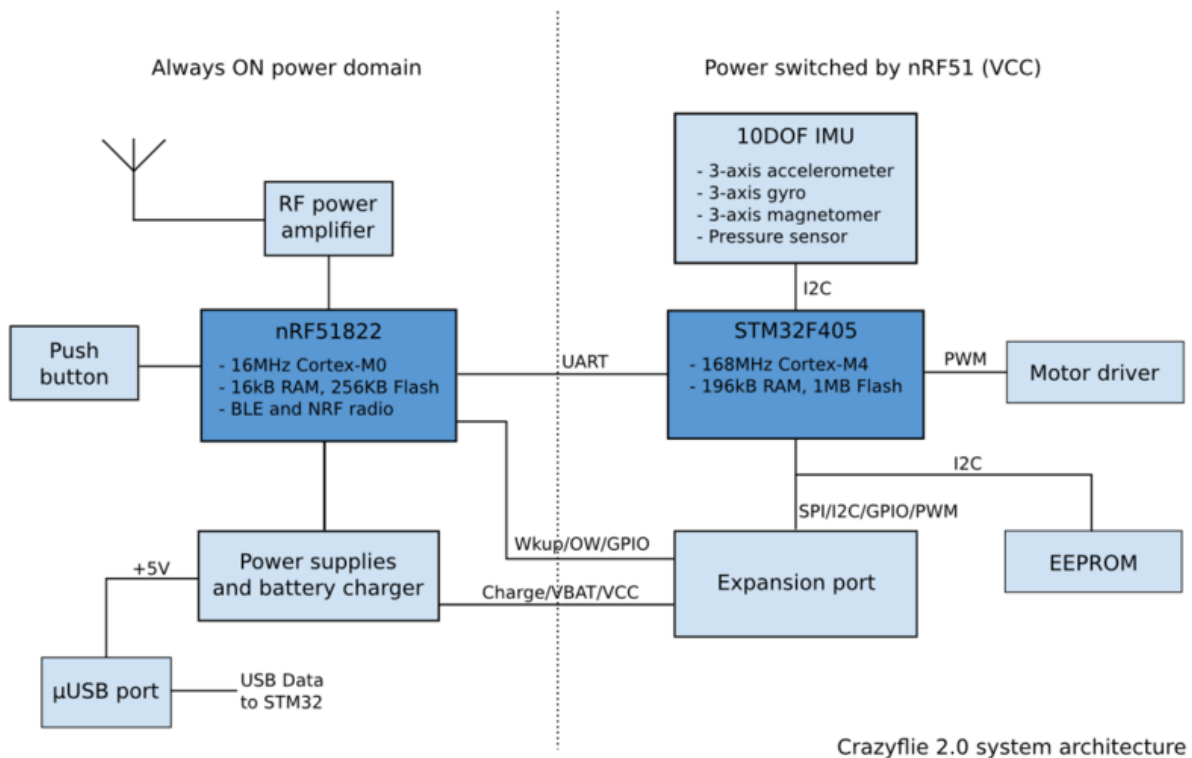 Always ON power domain
Power switched by nRF51 (VCC)
10DOF IMU
- 3-axis accelerometer
- 3-axis gyro
- 3-axis magnetomer
- Pressure sensor
RF power
amplifier
I2C
nRF51822
- 16MHz Cortex-M0
- 16kB RAM, 256KB Flash
- BLE and NRF radio
STM32F405
- 168MHz Cortex-M4
- 196kB RAM, 1MB Flash
Push
button
UART
PWM
Motor driver
I2C
SPI/I2C/GPIO/PWM
Wkup/OW/GPIO
Power supplies
and battery charger
+5V
Charge/VBAT/VCC
Expansion port
EEPROM
µUSB port
USB Data
to STM32
Crazyflie 2.0 system architecture